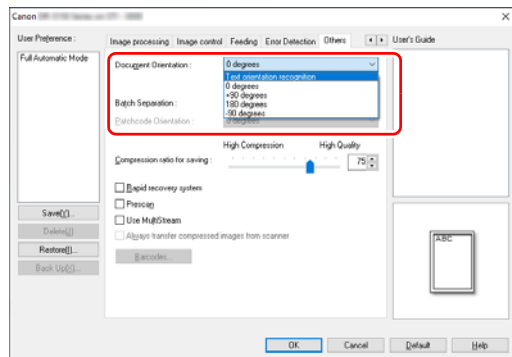 Canon
User Preference :
Full Automatic Mode
Save(Y)...
Delete(J)
Restore(I)...
Image processing Image control Feeding Error Detection Others
Document Orientation :
0 degrees
Text orientation recognition
0 degrees
+90 degrees
180 degrees
-90 degrees
Batch Separation :
Patchcode Orientation :
0 degrees
High Compression High Quality
Compression ratio for saving :
75
Rapid recovery system
Prescan
Use MultiStream
Always transfer compressed images from scanner
Barcodes...
User's Guide
ABC
OK Cancel Default Help